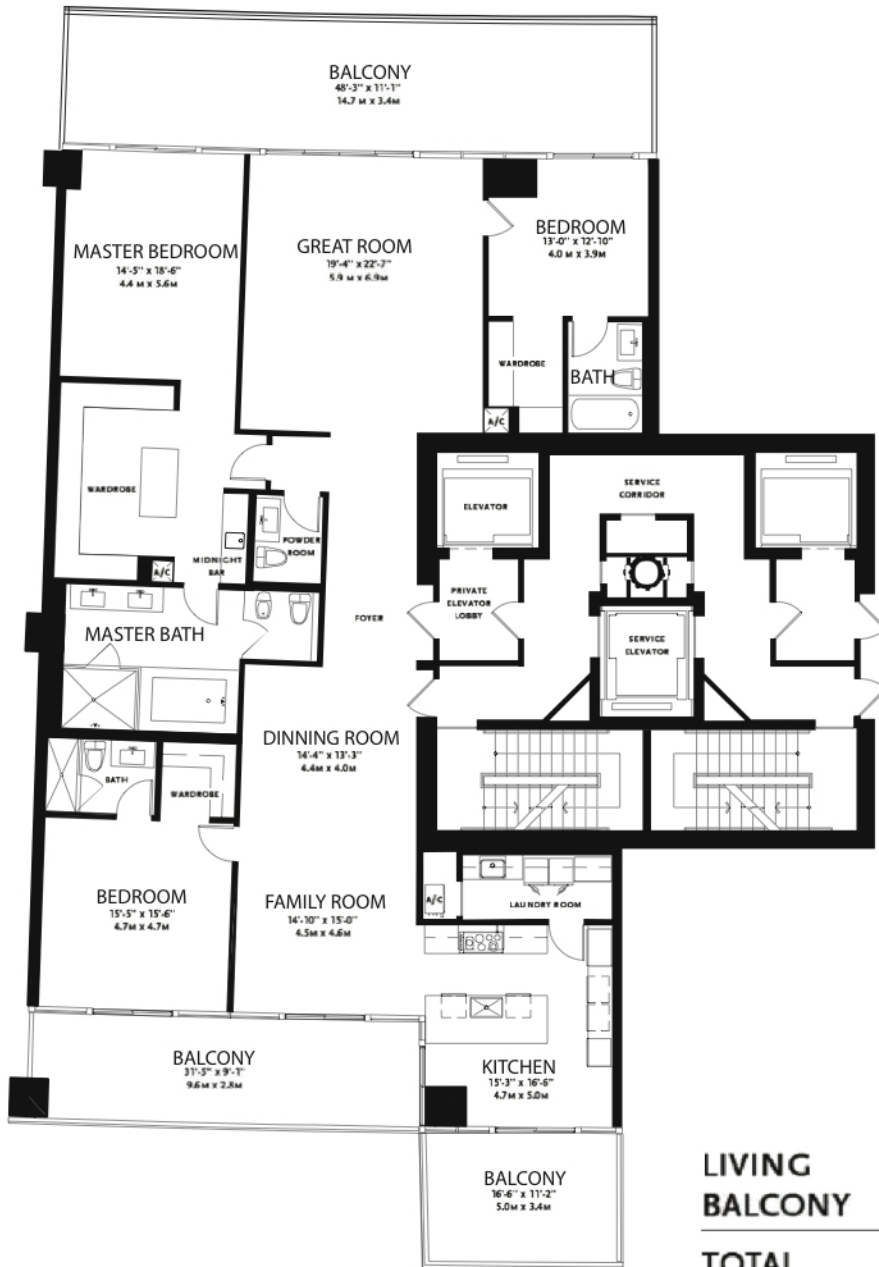 BALCONY
48'-3" x 11'-1"
14.7 M x 3.4M
MASTER BEDROOM
14'-5" x 18'-6"
4.4 M x 5.6M
GREAT ROOM
19'-4" x 22'-7"
5.9 M x 6.9M
BEDROOM
13'-0" x 12'-10"
4.0 M x 3.9M
WARDROBE
BATH
A/C
WARDROBE
ELEVATOR
SERVICE
CORRIDOR
POWDER
ROOM
MIDNIGHT
BAR
A/C
PRIVATE
ELEVATOR
LOBBY
FOYER
SERVICE
ELEVATOR
MASTER BATH
DINNING ROOM
14'-4" x 13'-3"
4.4M x 4.0M
BATH
WARDROBE
BEDROOM
15'-5" x 15'-6"
4.7M x 4.7M
FAMILY ROOM
14'-10" x 15'-0"
4.5M x 4.6M
A/C
LAUNDRY ROOM
BALCONY
31'-5" x 9'-1"
9.6M x 2.8M
KITCHEN
15'-3" x 16'-6"
4.7M x 5.0M
BALCONY
16'-6" x 11'-2"
5.0M x 3.4M
LIVING
BALCONY
TOTAL